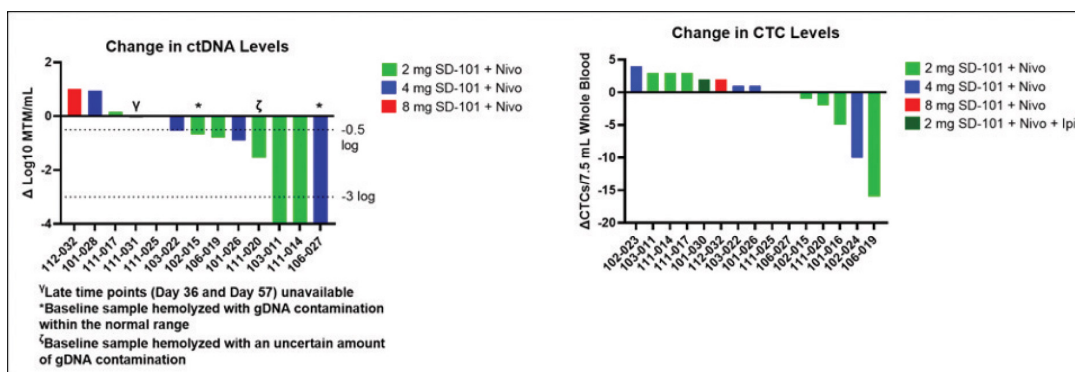 Change in ctDNA Levels
Δ Log10 MTM/mL
2
0
-2
-4
γ
*
ζ
*
-0.5
log
-3 log
112-032
101-028
111-017
111-031
111-025
103-022
102-015
106-019
101-026
111-020
103-011
111-014
106-027
2 mg SD-101 + Nivo
4 mg SD-101 + Nivo
8 mg SD-101 + Nivo
γLate time points (Day 36 and Day 57) unavailable
*Baseline sample hemolyzed with gDNA contamination
within the normal range
ζBaseline sample hemolyzed with an uncertain amount
of gDNA contamination
Change in CTC Levels
ΔCTCs/7.5 mL Whole Blood
5
0
-5
-10
-15
-20
102-023
103-011
111-014
111-017
101-030
112-032
103-022
101-026
111-025
106-027
102-015
111-020
101-016
102-024
106-019
2 mg SD-101 + Nivo
4 mg SD-101 + Nivo
8 mg SD-101 + Nivo
2 mg SD-101 + Nivo + Ipi